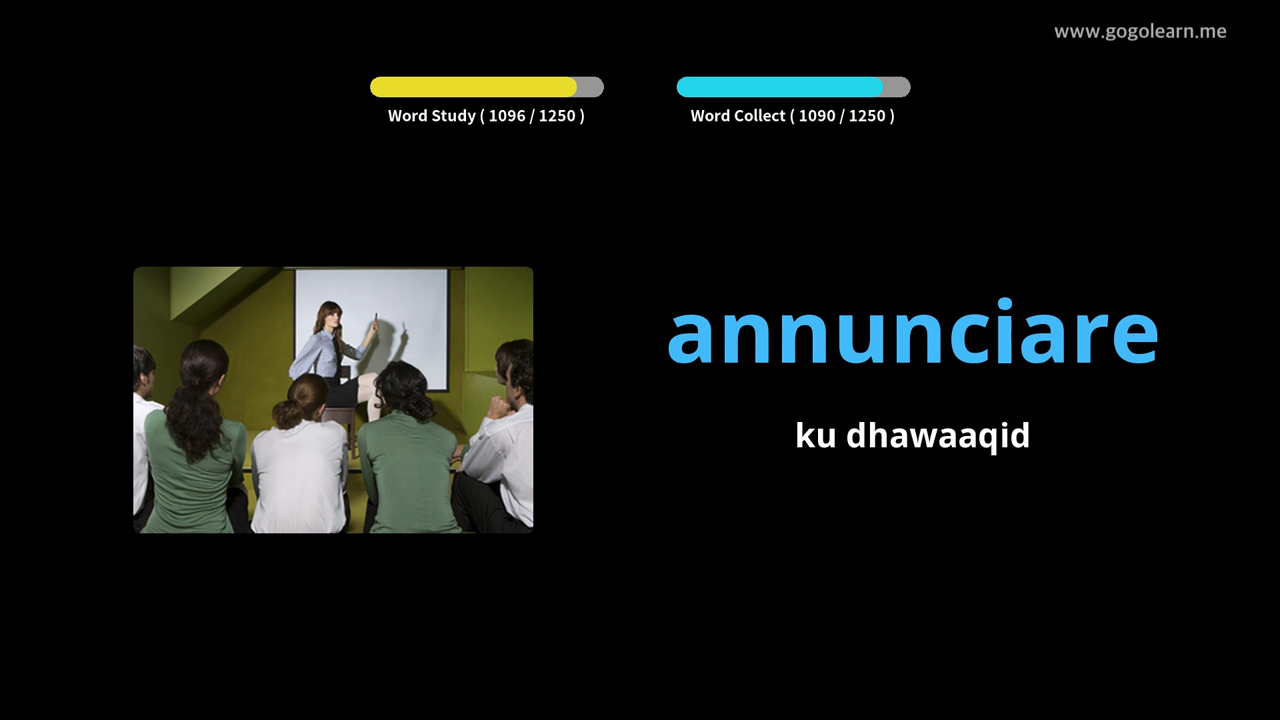 www.gogolearn.me
Word Study ( 1096 / 1250 )
Word Collect ( 1090 / 1250 )
annunciare
ku dhawaaqid